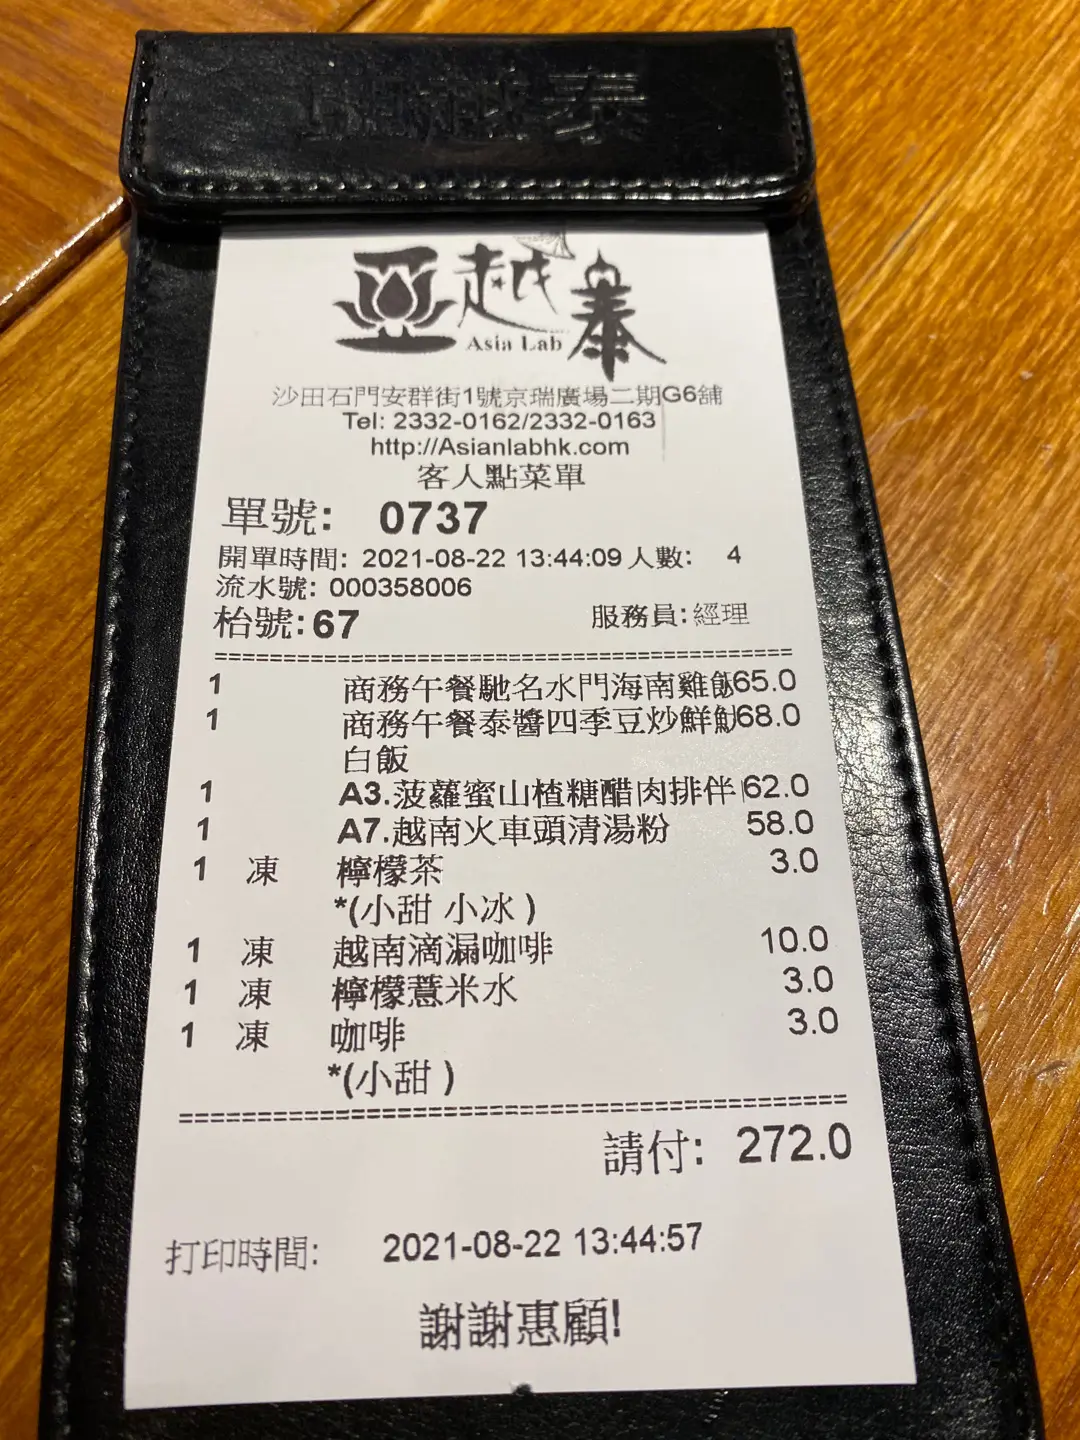 亞越泰
亞越泰
Asia Lab
沙田石門安群街1號京瑞廣場二期G6舖
Tel: 2332-0162/2332-0163
http://Asianlabhk.com
客人點菜單
單號: 0737
開單時間: 2021-08-22 13:44:09 人數: 4
流水號: 000358006
枱號:67 服務員:經理
1 商務午餐馳名水門海南雞飯65.0
1 商務午餐泰醬四季豆炒鮮魷68.0
白飯
1 A3.菠蘿蜜山楂糖醋肉排伴 62.0
1 A7.越南火車頭清湯粉 58.0
1 凍 檸檬茶 3.0
*(小甜 小冰 )
1 凍 越南滴漏咖啡 10.0
1 凍 檸檬薏米水 3.0
1 凍 咖啡 3.0
*(小甜 )
請付: 272.0
打印時間: 2021-08-22 13:44:57
謝謝惠顧!